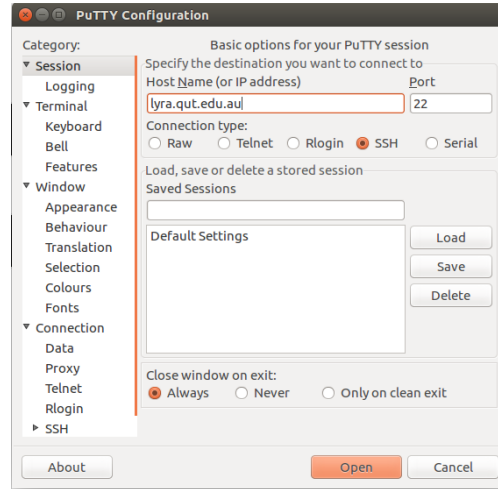 PuTTY Configuration
Category:
Basic options for your PuTTY session
Session
Logging
Terminal
Keyboard
Bell
Features
Window
Appearance
Behaviour
Translation
Selection
Colours
Fonts
Connection
Data
Proxy
Telnet
Rlogin
SSH
Specify the destination you want to connect to
Host Name (or IP address) Port
lyra.qut.edu.au 22
Connection type:
Raw Telnet Rlogin SSH Serial
Load, save or delete a stored session
Saved Sessions
Default Settings
Load
Save
Delete
Close window on exit:
Always Never Only on clean exit
About Open Cancel